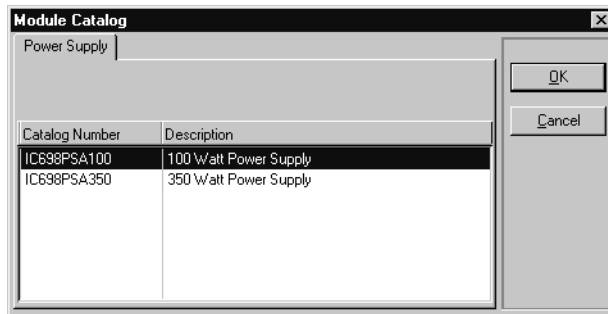 Module Catalog
Power Supply
OK
Cancel
Catalog Number Description
IC698PSA100 100 Watt Power Supply
IC698PSA350 350 Watt Power Supply